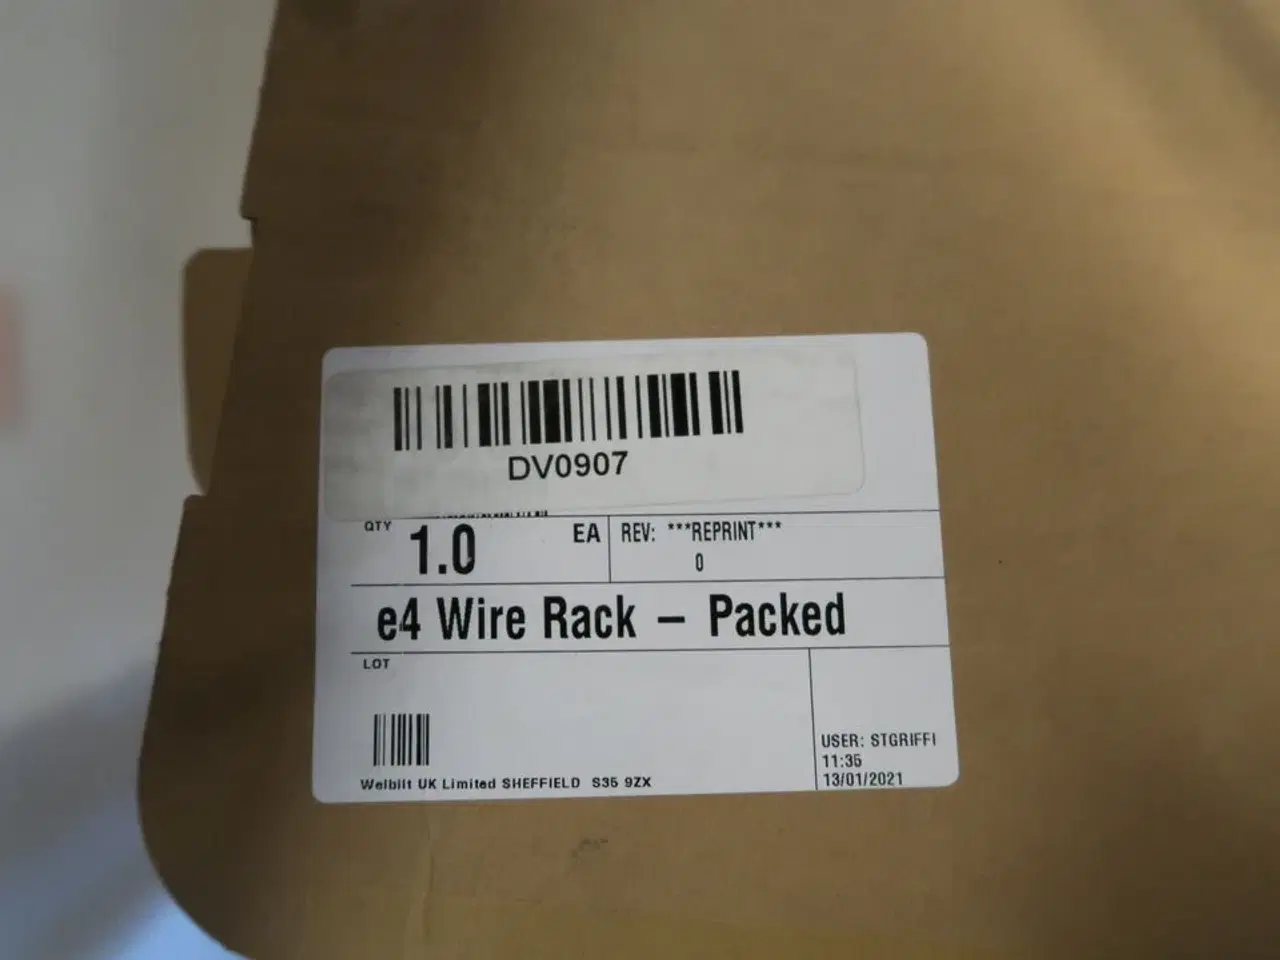 DV0907
QTY 1.0 EA
REV: ***REPRINT***
0
e4 Wire Rack – Packed
LOT
Welbilt UK Limited SHEFFIELD S35 9ZX
USER: STGRIFFI
11:35
13/01/2021